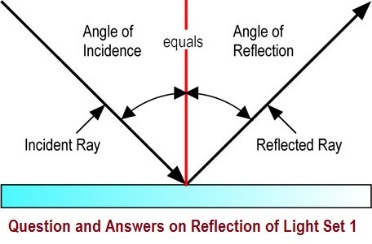 Angle of
Incidence
equals
Angle of
Reflection
Incident Ray
Reflected Ray
Question and Answers on Reflection of Light Set 1